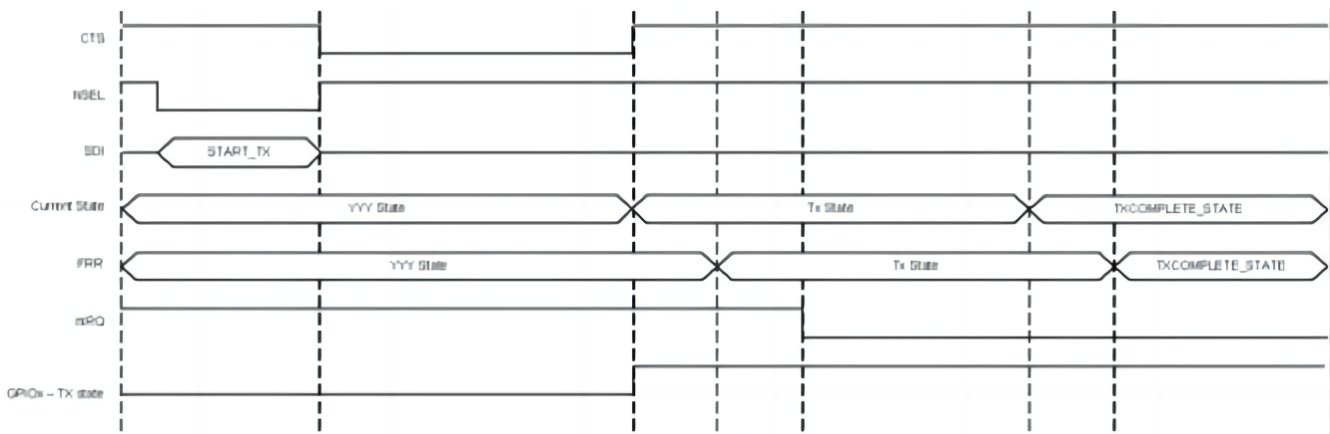 CTS
NSEL
SDI
START_TX
Current State
YYY State
Tx State
TXCOMPLETE_STATE
FRR
YYY State
Tx State
TXCOMPLETE_STATE
nIRQ
GPIOx – TX state